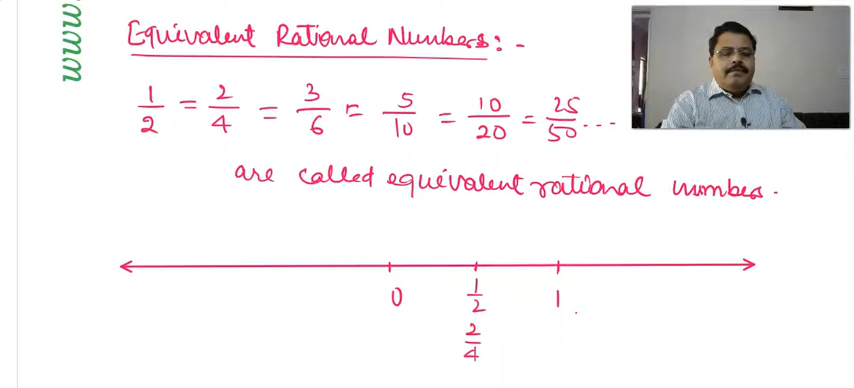 www.
Equivalent Rational Numbers:-
1/2 = 2/4 = 3/6 = 5/10 = 10/20 = 25/50 ...
are called equivalent rational numbers.
0 1/2 1
2/4